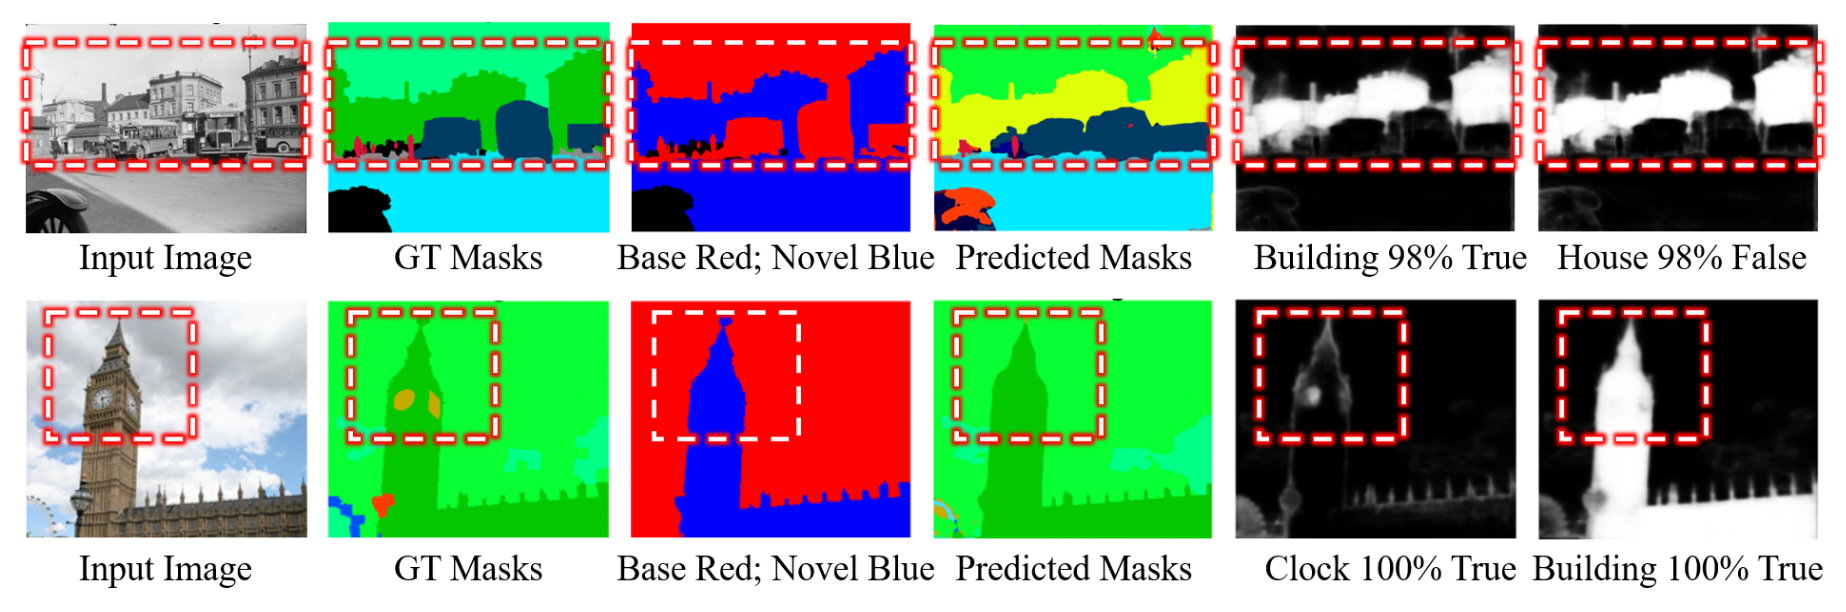 Input Image GT Masks Base Red; Novel Blue Predicted Masks Building 98% True House 98% False
Input Image GT Masks Base Red; Novel Blue Predicted Masks Clock 100% True Building 100% True